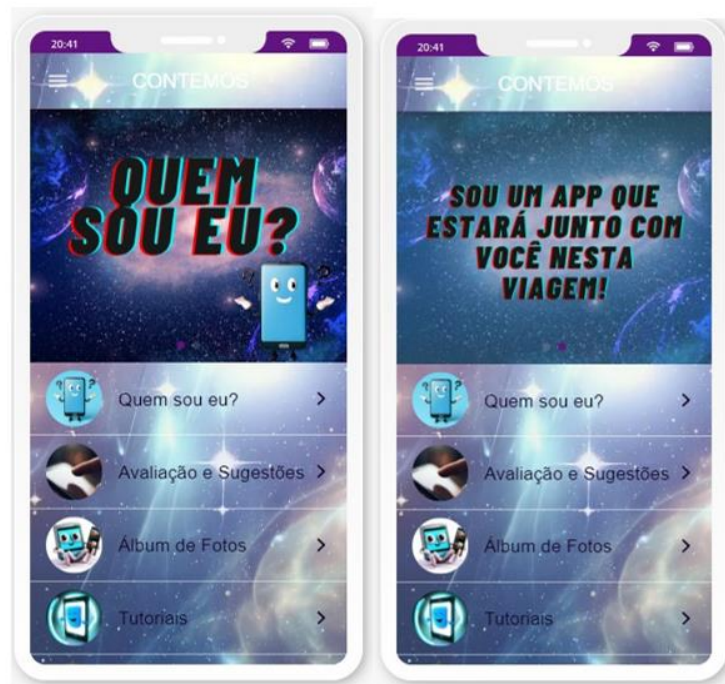 20:41
CONTEMOS
QUEM
SOU EU?
Quem sou eu?
Avaliação e Sugestões
Álbum de Fotos
Tutoriais
20:41
CONTEMOS
SOU UM APP QUE
ESTARÁ JUNTO COM
VOCÊ NESTA
VIAGEM!
Quem sou eu?
Avaliação e Sugestões
Álbum de Fotos
Tutoriais